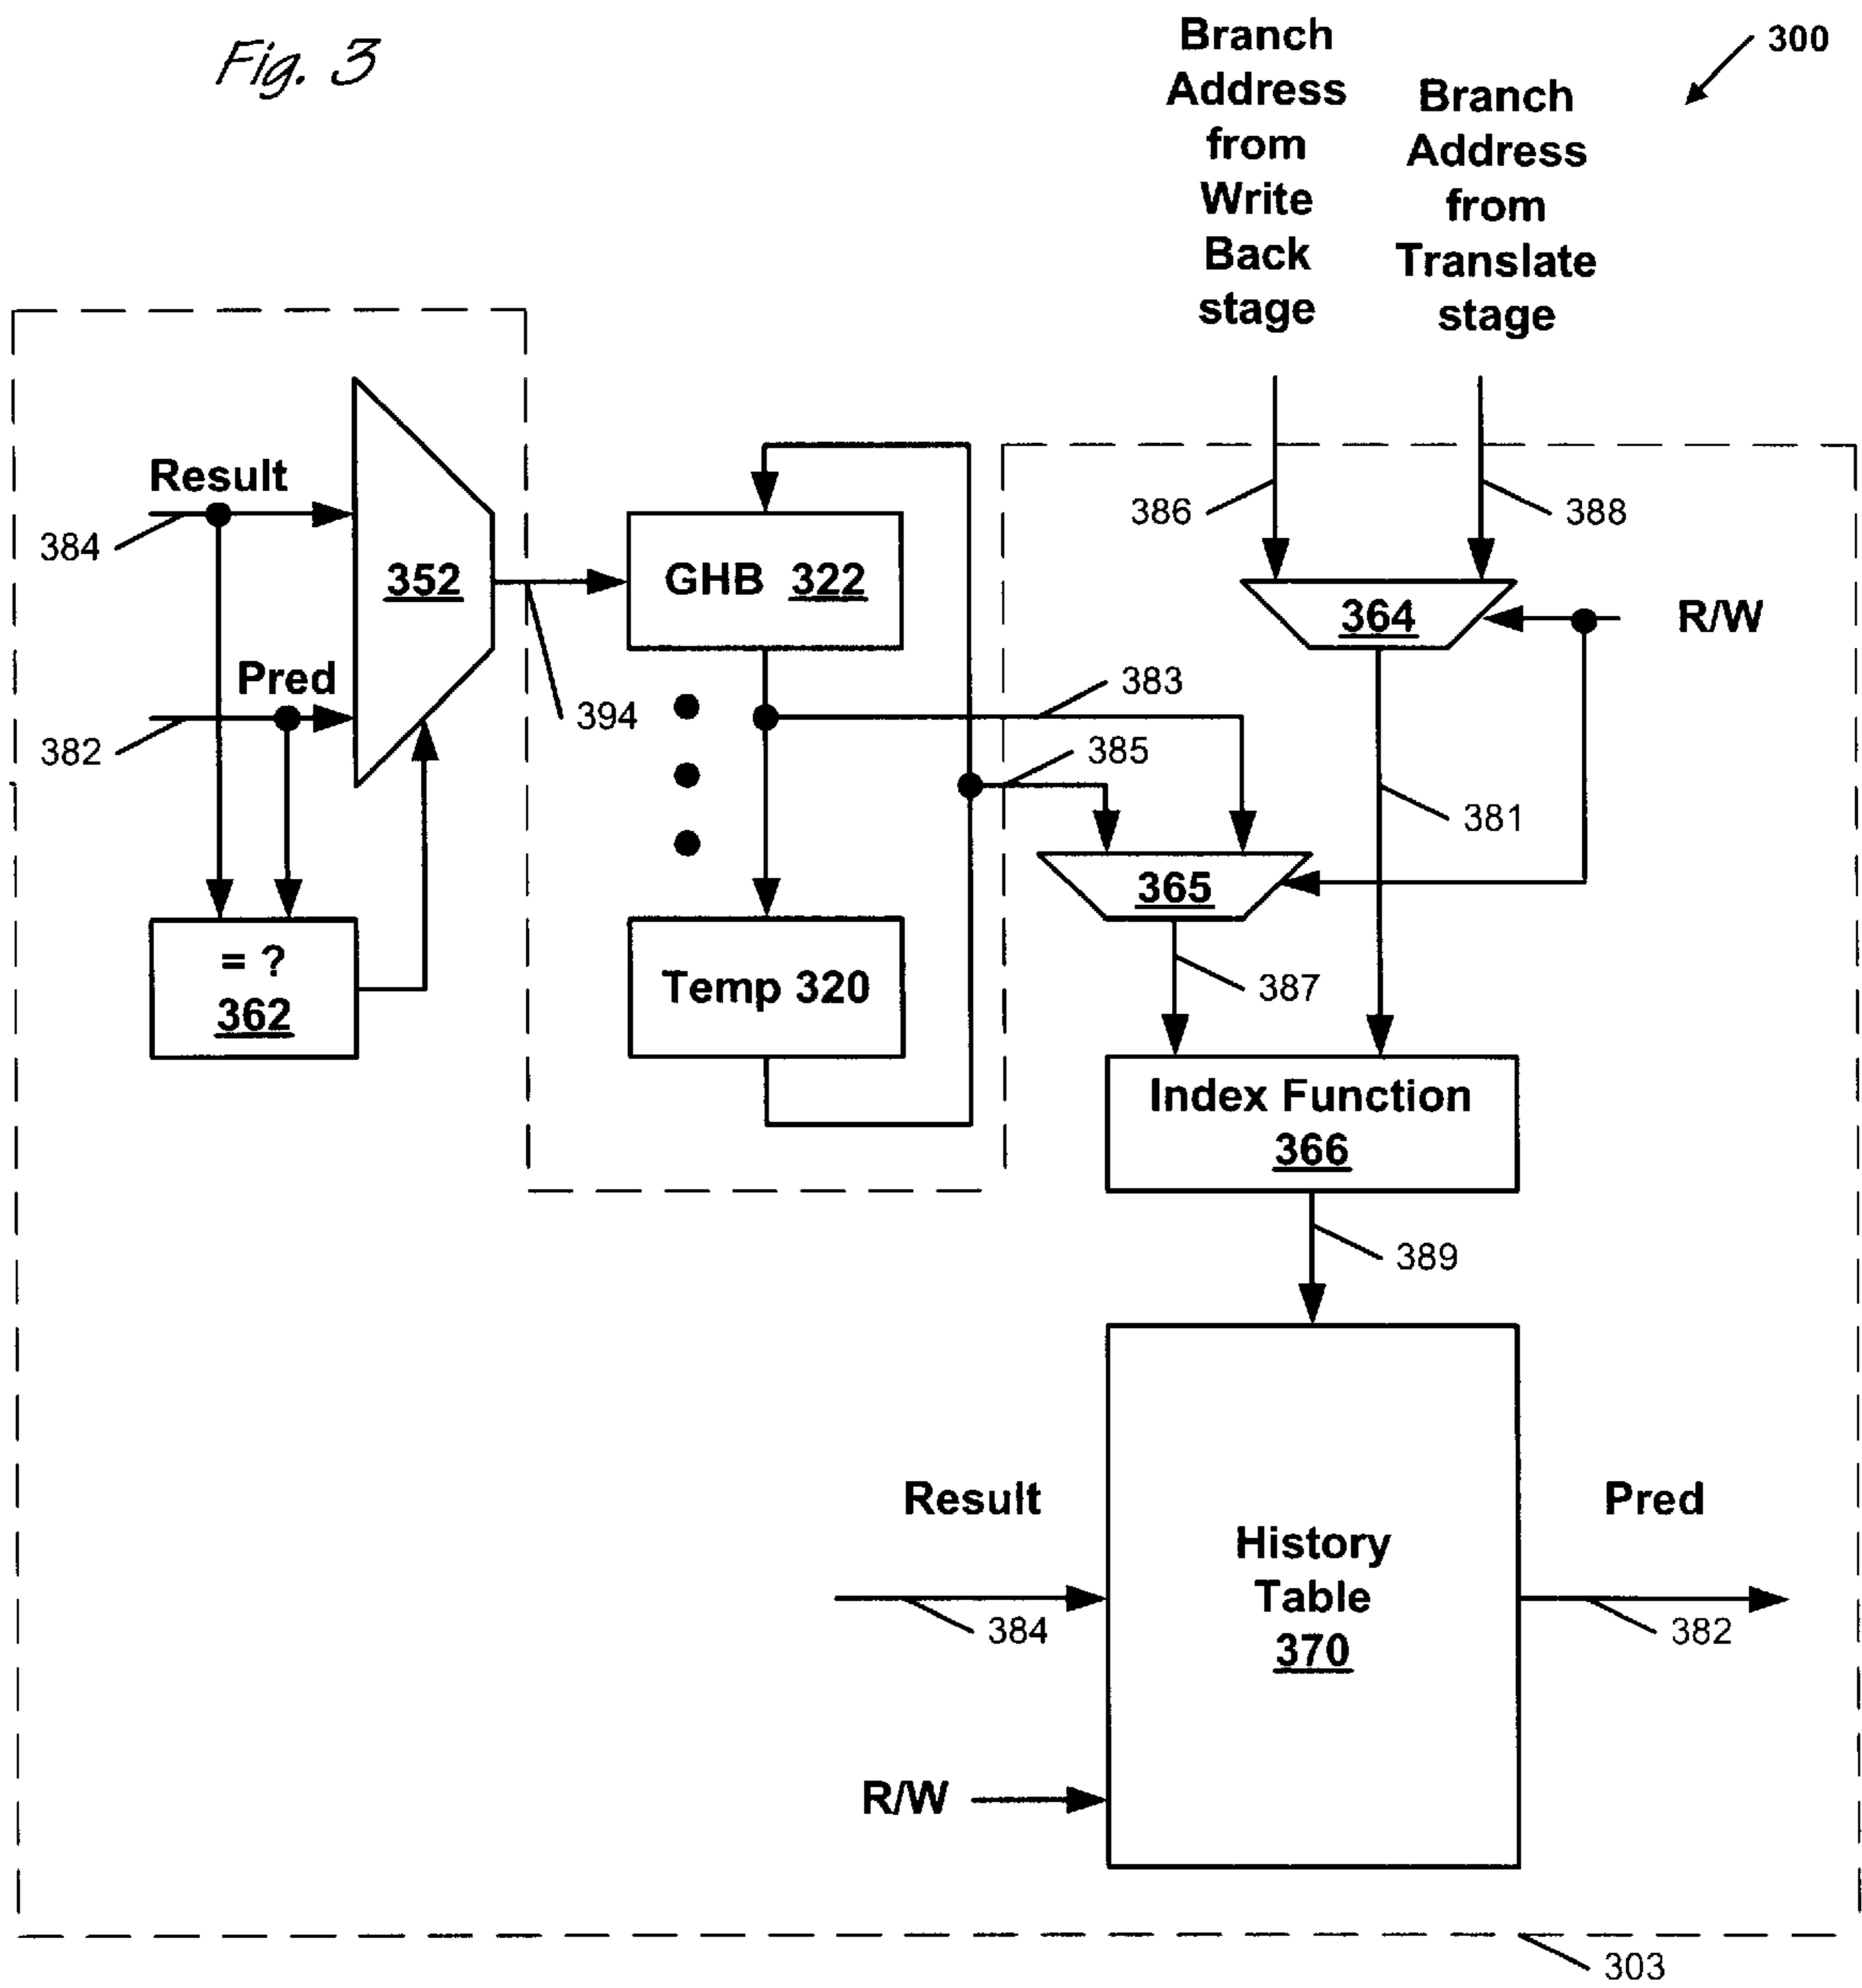 Fig. 3
Branch
Address
from
Write
Back
stage
Branch
Address
from
Translate
stage
300
Result
384
352
Pred
382
394
GHB 322
386
388
364
R/W
383
385
381
365
387
= ?
362
Temp 320
Index Function
366
389
Result
384
History
Table
370
Pred
382
R/W
303